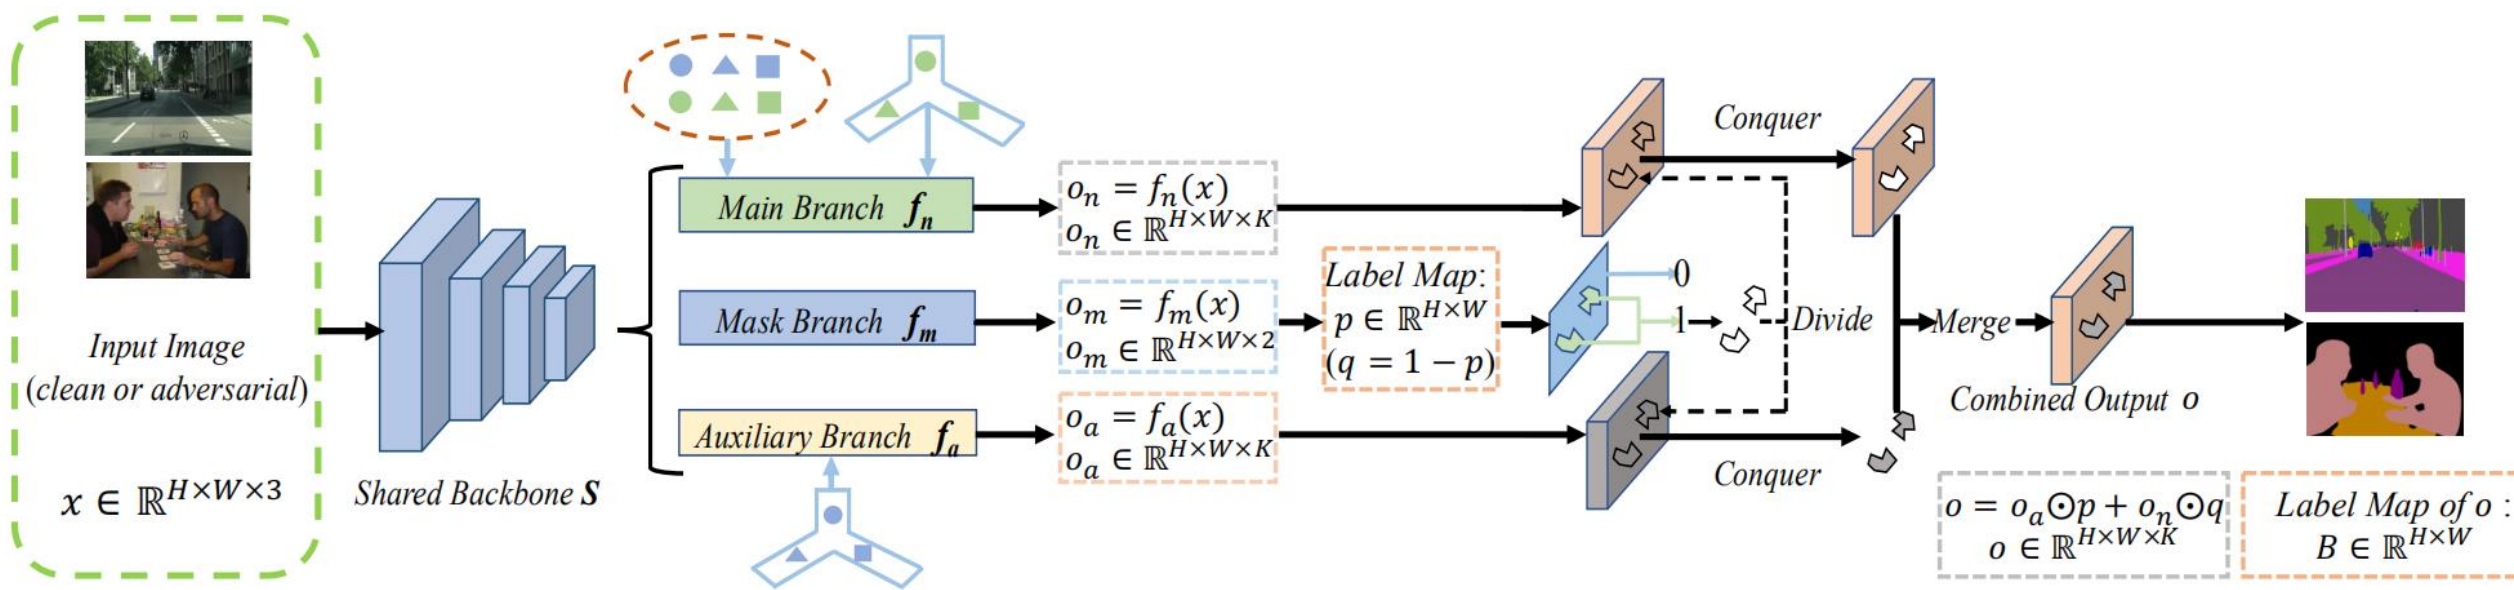 Input Image
(clean or adversarial)
x ∈ ℝ^{H×W×3}
Shared Backbone S
Main Branch f_n
Mask Branch f_m
Auxiliary Branch f_a
o_n = f_n(x)
o_n ∈ ℝ^{H×W×K}
o_m = f_m(x)
o_m ∈ ℝ^{H×W×2}
o_a = f_a(x)
o_a ∈ ℝ^{H×W×K}
Label Map:
p ∈ ℝ^{H×W}
(q = 1 − p)
0
1
Conquer
Divide
Conquer
Merge
Combined Output o
o = o_a⊙p + o_n⊙q
o ∈ ℝ^{H×W×K}
Label Map of o :
B ∈ ℝ^{H×W}